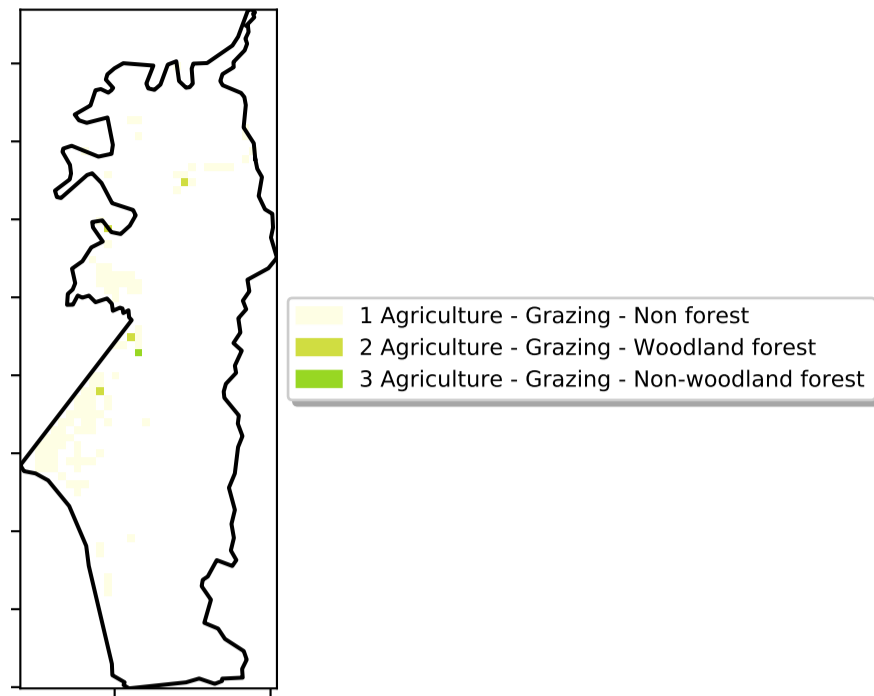 1 Agriculture - Grazing - Non forest
2 Agriculture - Grazing - Woodland forest
3 Agriculture - Grazing - Non-woodland forest